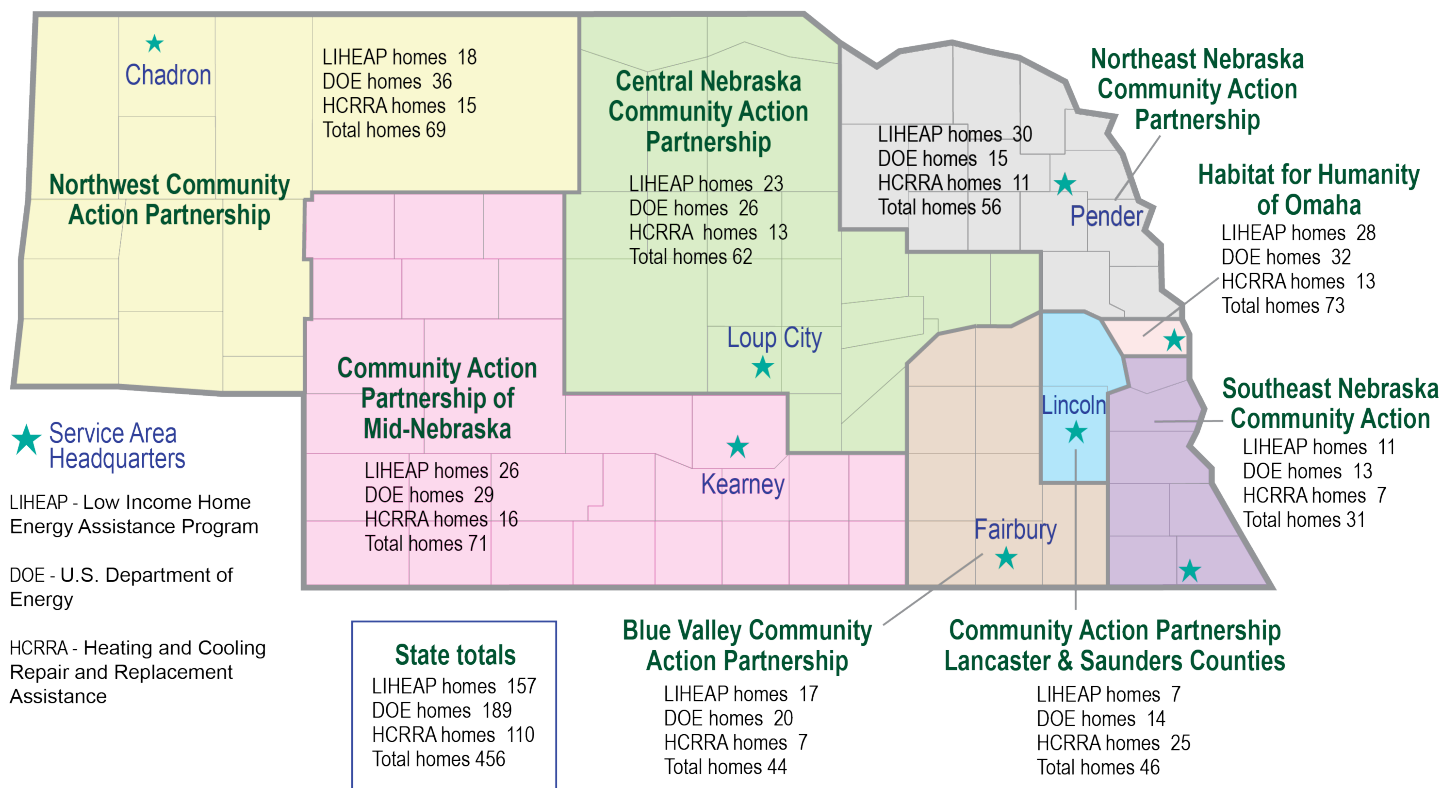 Chadron
LIHEAP homes 18
DOE homes 36
HCRRA homes 15
Total homes 69
Northwest Community
Action Partnership
Central Nebraska
Community Action
Partnership
LIHEAP homes 23
DOE homes 26
HCRRA homes 13
Total homes 62
Loup City
LIHEAP homes 30
DOE homes 15
HCRRA homes 11
Total homes 56
Pender
Northeast Nebraska
Community Action
Partnership
Habitat for Humanity
of Omaha
LIHEAP homes 28
DOE homes 32
HCRRA homes 13
Total homes 73
Community Action
Partnership of
Mid-Nebraska
LIHEAP homes 26
DOE homes 29
HCRRA homes 16
Total homes 71
Kearney
Lincoln
Fairbury
Southeast Nebraska
Community Action
LIHEAP homes 11
DOE homes 13
HCRRA homes 7
Total homes 31
Service Area
Headquarters
LIHEAP - Low Income Home
Energy Assistance Program
DOE - U.S. Department of
Energy
HCRRA - Heating and Cooling
Repair and Replacement
Assistance
State totals
LIHEAP homes 157
DOE homes 189
HCRRA homes 110
Total homes 456
Blue Valley Community
Action Partnership
LIHEAP homes 17
DOE homes 20
HCRRA homes 7
Total homes 44
Community Action Partnership
Lancaster & Saunders Counties
LIHEAP homes 7
DOE homes 14
HCRRA homes 25
Total homes 46